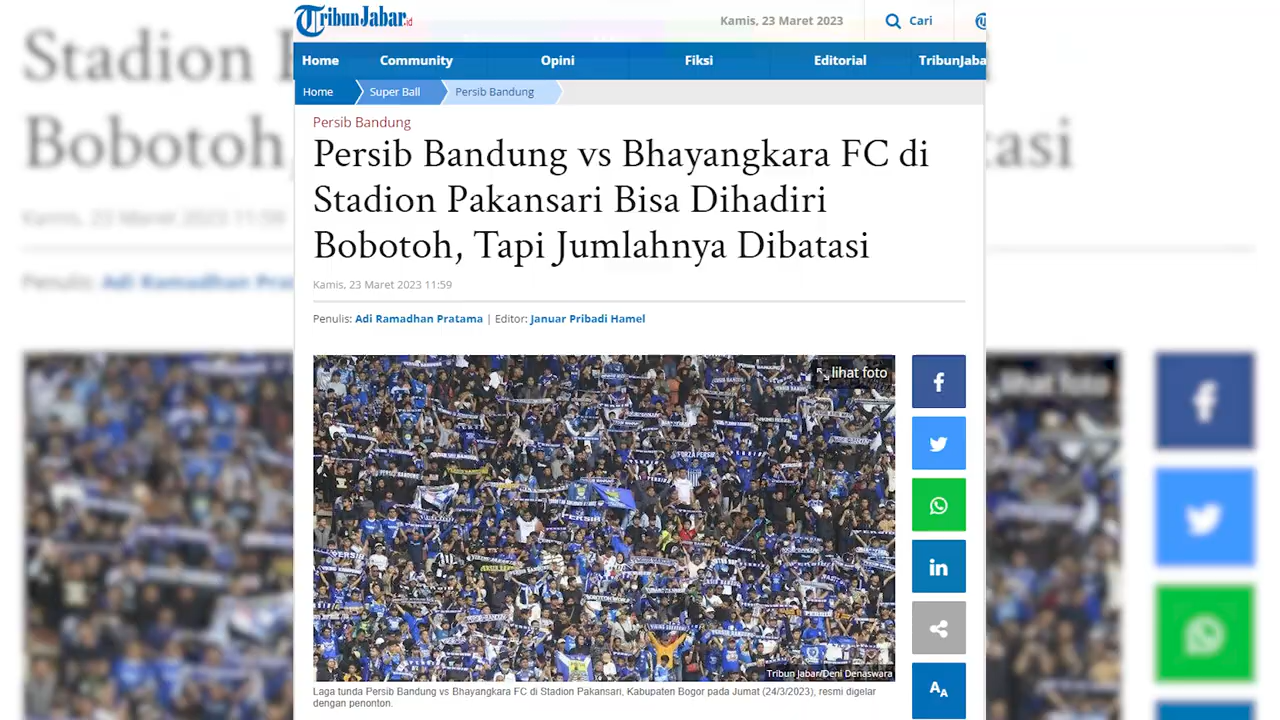 TribunJabar.id
Kamis, 23 Maret 2023
Cari
Home
Community
Opini
Fiksi
Editorial
TribunJaba
Home
Super Ball
Persib Bandung
Persib Bandung
Persib Bandung vs Bhayangkara FC di
Stadion Pakansari Bisa Dihadiri
Bobotoh, Tapi Jumlahnya Dibatasi
Kamis, 23 Maret 2023 11:59
Penulis: Adi Ramadhan Pratama | Editor: Januar Pribadi Hamel
lihat foto
FORZA PERSIB
Tribun Jabar/Deni Denaswara
Laga tunda Persib Bandung vs Bhayangkara FC di Stadion Pakansari, Kabupaten Bogor pada Jumat (24/3/2023), resmi digelar
dengan penonton.